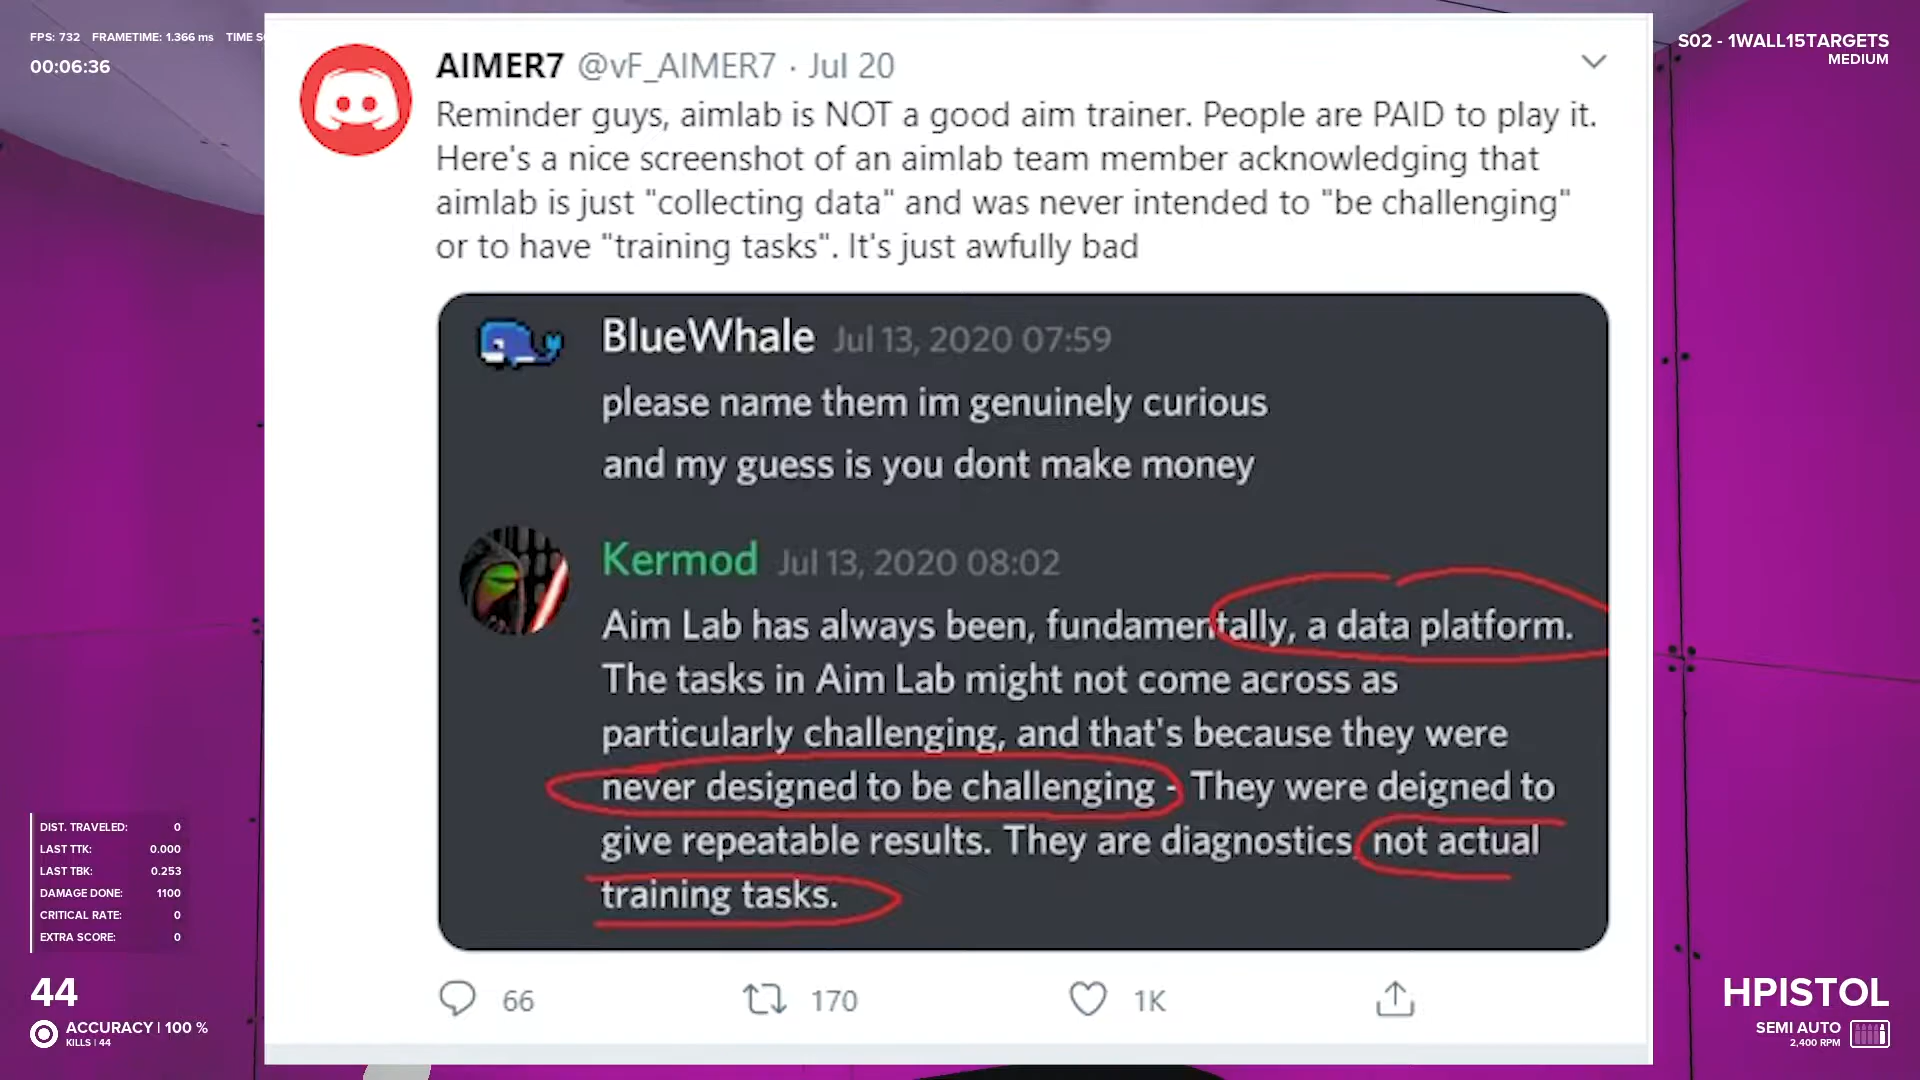 FPS: 732 FRAMETIME: 1.366 ms TIME S
00:06:36
S02 - 1WALL15TARGETS
MEDIUM
AIMER7 @vF_AIMER7 · Jul 20
Reminder guys, aimlab is NOT a good aim trainer. People are PAID to play it.
Here's a nice screenshot of an aimlab team member acknowledging that
aimlab is just "collecting data" and was never intended to "be challenging"
or to have "training tasks". It's just awfully bad
BlueWhale Jul 13, 2020 07:59
please name them im genuinely curious
and my guess is you dont make money
Kermod Jul 13, 2020 08:02
Aim Lab has always been, fundamentally, a data platform.
The tasks in Aim Lab might not come across as
particularly challenging, and that's because they were
never designed to be challenging - They were deigned to
give repeatable results. They are diagnostics, not actual
training tasks.
66 170 1K
DIST. TRAVELED: 0
LAST TTK: 0.000
LAST TBK: 0.253
DAMAGE DONE: 1100
CRITICAL RATE: 0
EXTRA SCORE: 0
44
ACCURACY | 100 %
KILLS | 44
HPISTOL
SEMI AUTO
2,400 RPM